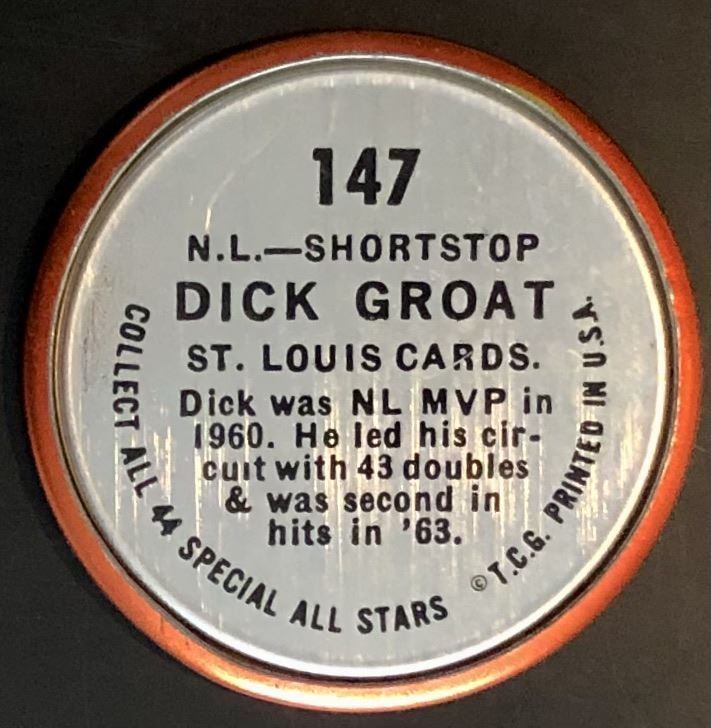 147
N.L.—SHORTSTOP
DICK GROAT
ST. LOUIS CARDS.
Dick was NL MVP in
1960. He led his cir-
cuit with 43 doubles
& was second in
hits in '63.
COLLECT ALL 44 SPECIAL ALL STARS
© T.C.G. PRINTED IN U.S.A.